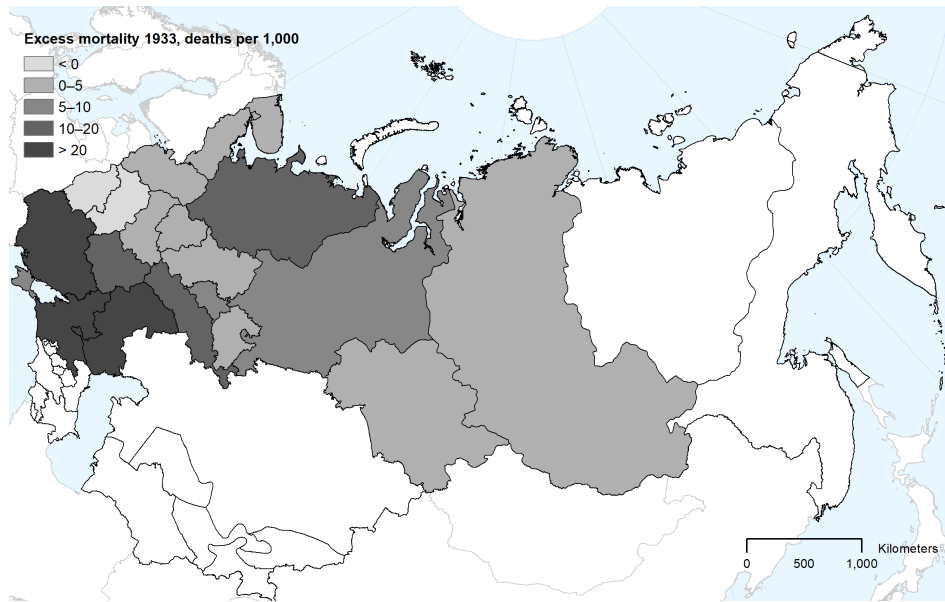 Excess mortality 1933, deaths per 1,000
< 0
0–5
5–10
10–20
> 20
Kilometers
0 500 1,000